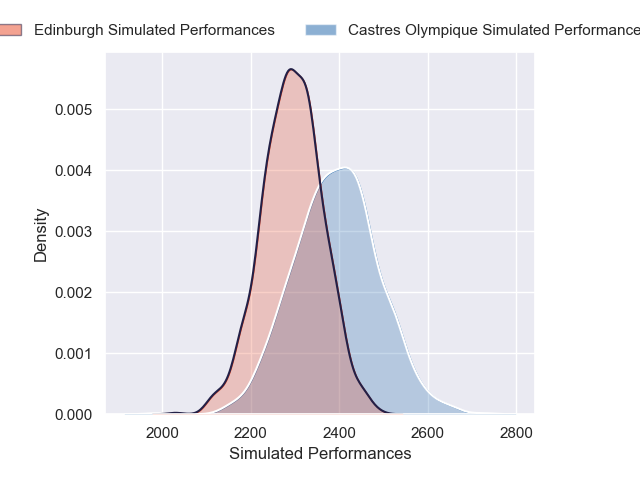 Edinburgh Simulated Performances
Castres Olympique Simulated Performance
0.005
0.004
0.003
0.002
0.001
0.000
Density
2000 2200 2400 2600 2800
Simulated Performances